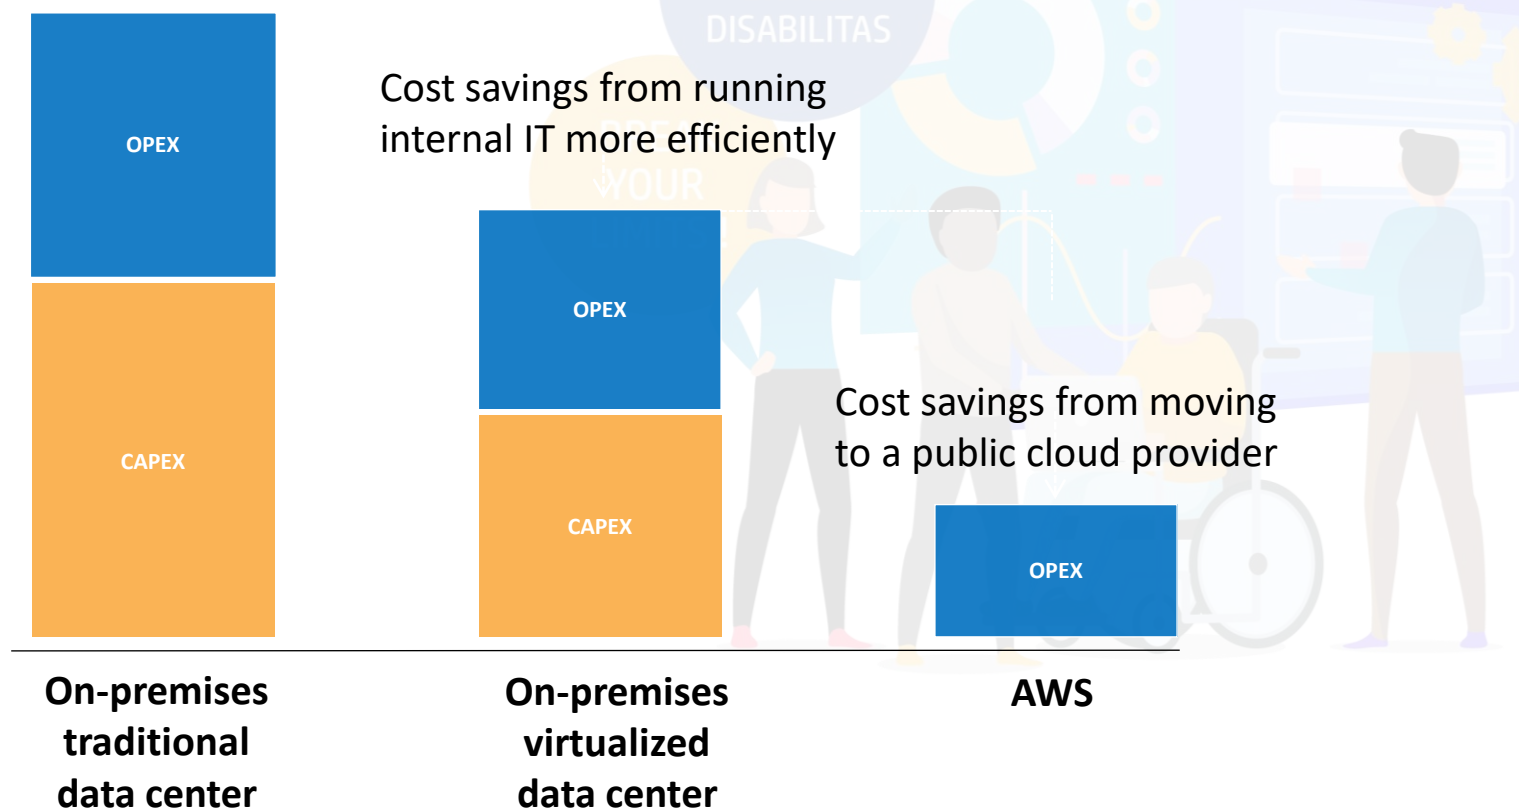 DISABILITAS
OPEX
Cost savings from running
internal IT more efficiently
YOUR
OPEX
CAPEX
Cost savings from moving
to a public cloud provider
CAPEX
OPEX
On-premises
traditional
data center
On-premises
virtualized
data center
AWS